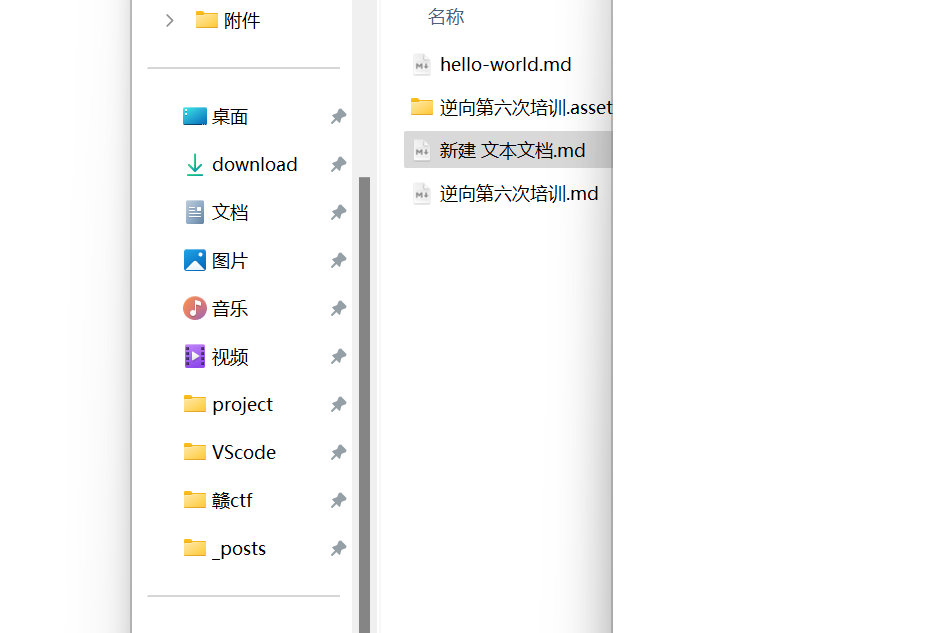 附件
桌面
download
文档
图片
音乐
视频
project
VScode
赣ctf
_posts
名称
hello-world.md
逆向第六次培训.asset
新建 文本文档.md
逆向第六次培训.md